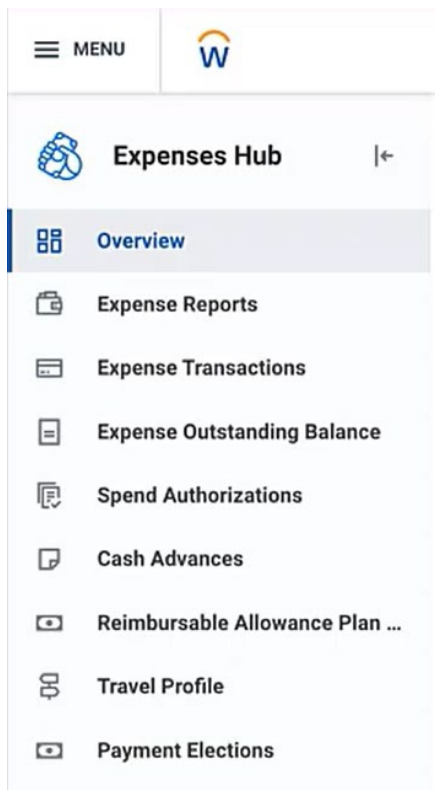 MENU
W
Expenses Hub
Overview
Expense Reports
Expense Transactions
Expense Outstanding Balance
Spend Authorizations
Cash Advances
Reimbursable Allowance Plan ...
Travel Profile
Payment Elections